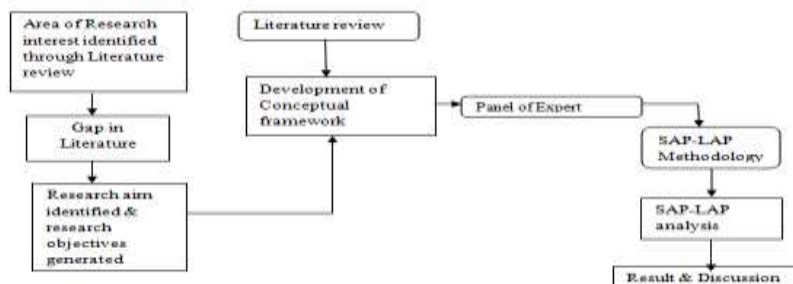 Area of Research
interest identified
through Literature
review
Gap in
Literature
Research aim
identified &
research
objectives
generated
Literature review
Development of
Conceptual
framework
Panel of Expert
SAP-LAP
Methodology
SAP-LAP
analysis
Result & Discussion